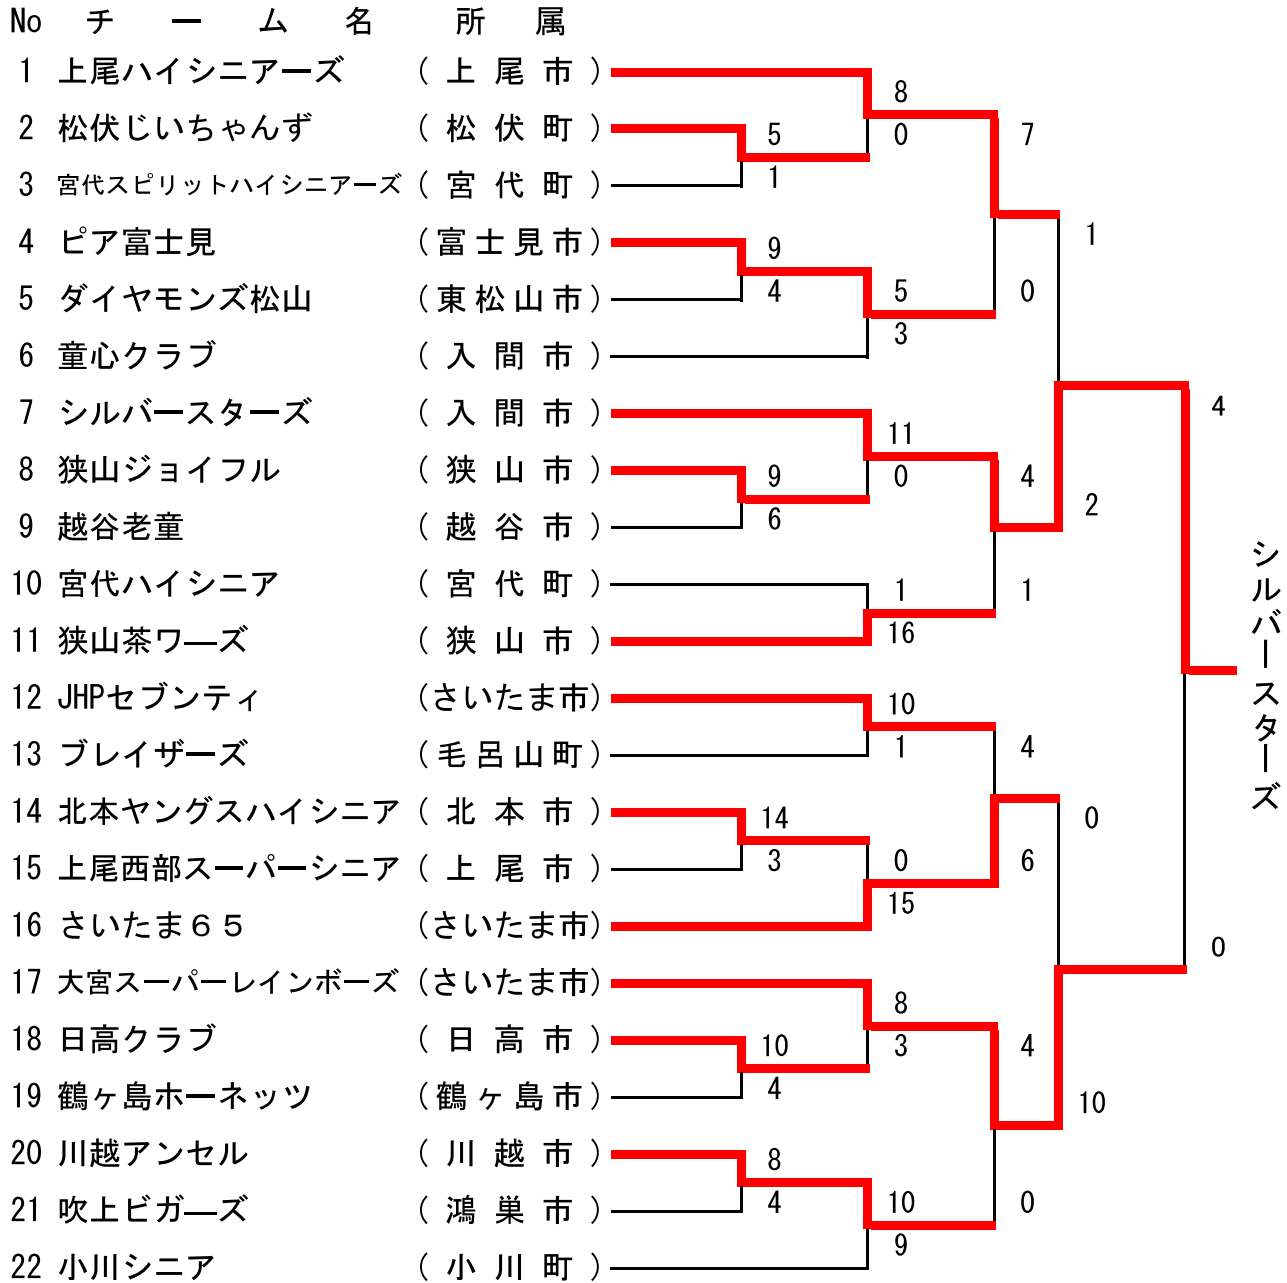 No チーム名 所属
1 上尾ハイシニアーズ (上尾市)
2 松伏じいちゃんず (松伏町)
3 宮代スピリットハイシニアーズ (宮代町)
4 ピア富士見 (富士見市)
5 ダイヤモンズ松山 (東松山市)
6 童心クラブ (入間市)
7 シルバースターズ (入間市)
8 狭山ジョイフル (狭山市)
9 越谷老童 (越谷市)
10 宮代ハイシニア (宮代町)
11 狭山茶ワ―ズ (狭山市)
12 JHPセブンティ (さいたま市)
13 ブレイザーズ (毛呂山町)
14 北本ヤングスハイシニア (北本市)
15 上尾西部スーパーシニア (上尾市)
16 さいたま６５ (さいたま市)
17 大宮スーパーレインボーズ (さいたま市)
18 日高クラブ (日高市)
19 鶴ヶ島ホーネッツ (鶴ヶ島市)
20 川越アンセル (川越市)
21 吹上ビガ―ズ (鴻巣市)
22 小川シニア (小川町)
5
1
9
4
9
6
14
3
10
4
8
4
8
0
5
3
11
0
1
16
10
1
0
15
8
3
10
9
7
0
4
1
4
6
4
0
1
2
0
10
4
0
シルバースターズ